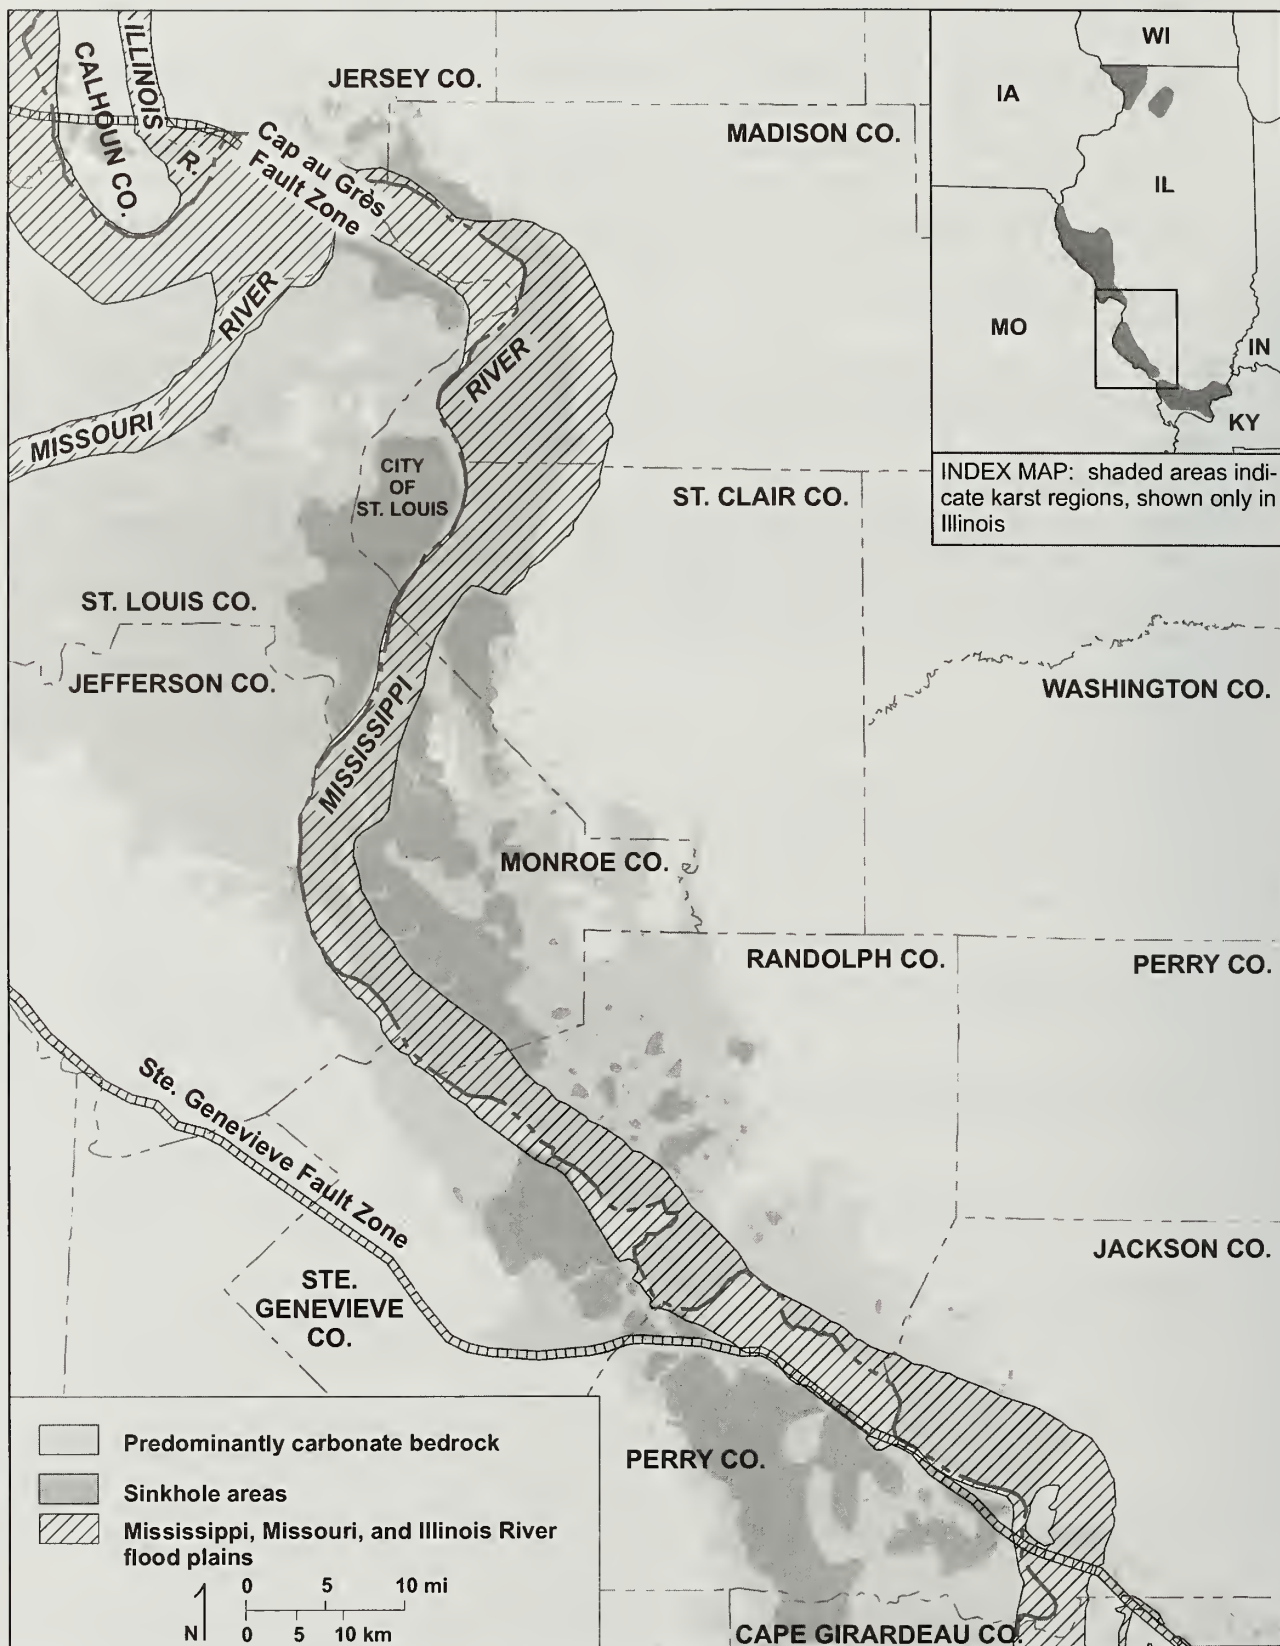 JERSEY CO.
MADISON CO.
CALHOUN CO.
ILLINOIS
R.
Cap au Grès
Fault Zone
WI
IA
IL
MO
IN
KY
INDEX MAP: shaded areas indi-
cate karst regions, shown only in
Illinois
MISSOURI
RIVER
RIVER
CITY
OF
ST. LOUIS
ST. CLAIR CO.
ST. LOUIS CO.
JEFFERSON CO.
WASHINGTON CO.
MISSISSIPPI
MONROE CO.
RANDOLPH CO.
PERRY CO.
Ste. Genevieve Fault Zone
JACKSON CO.
STE.
GENEVIEVE
CO.
PERRY CO.
CAPE GIRARDEAU CO.
Predominantly carbonate bedrock
Sinkhole areas
Mississippi, Missouri, and Illinois River
flood plains
0 5 10 mi
N 0 5 10 km